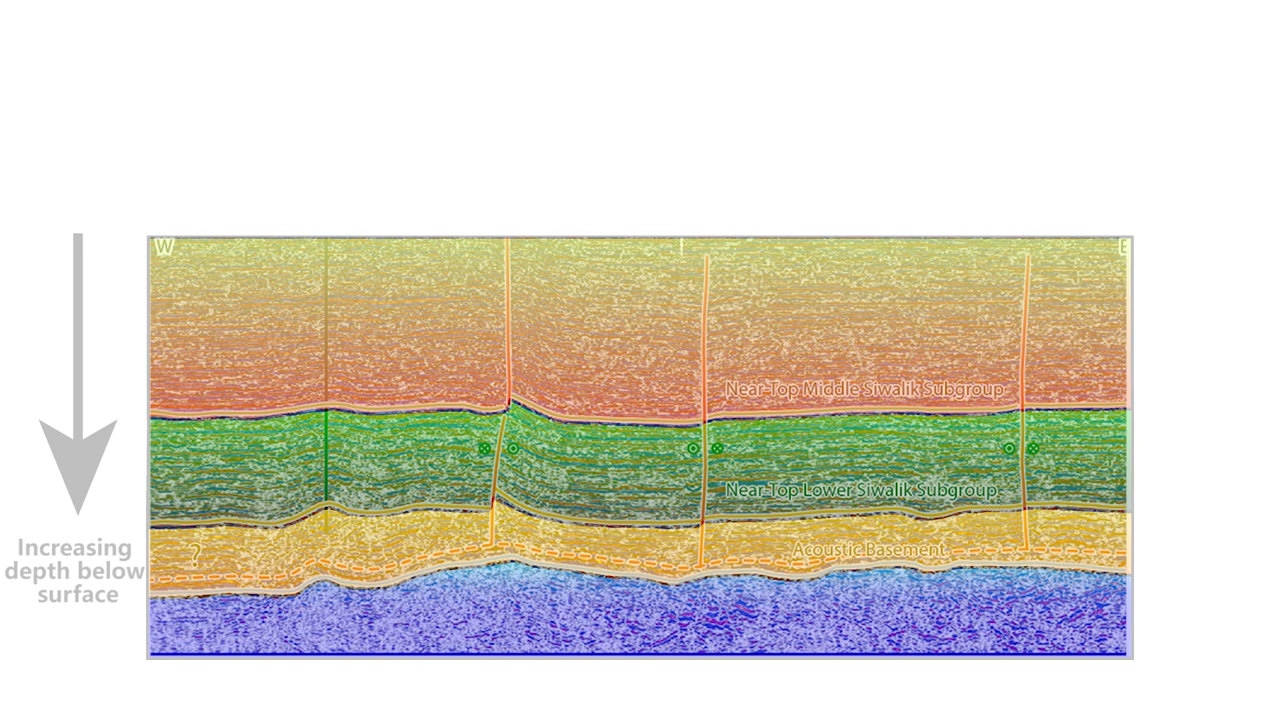 W
E
Near-Top Middle Siwalik Subgroup
Near-Top Lower Siwalik Subgroup
Acoustic Basement
?
Increasing
depth below
surface